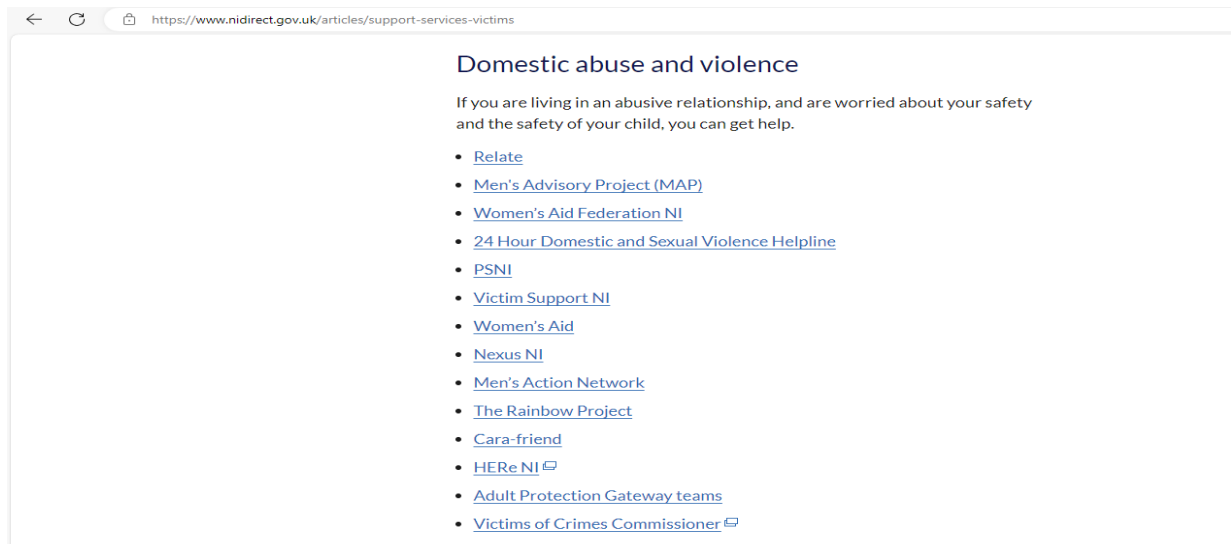 https://www.nidirect.gov.uk/articles/support-services-victims
Domestic abuse and violence
If you are living in an abusive relationship, and are worried about your safety
and the safety of your child, you can get help.
• Relate
• Men's Advisory Project (MAP)
• Women's Aid Federation NI
• 24 Hour Domestic and Sexual Violence Helpline
• PSNI
• Victim Support NI
• Women's Aid
• Nexus NI
• Men's Action Network
• The Rainbow Project
• Cara-friend
• HERe NI
• Adult Protection Gateway teams
• Victims of Crimes Commissioner